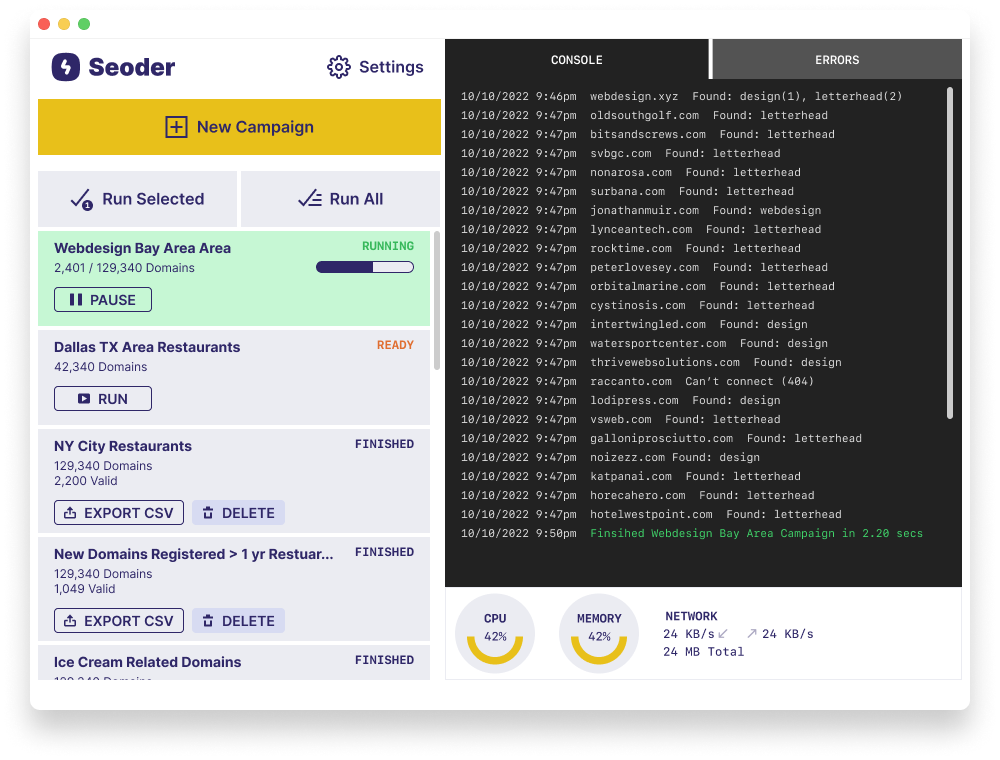 Seoder
Settings
New Campaign
Run Selected
Run All
Webdesign Bay Area Area
RUNNING
2,401 / 129,340 Domains
PAUSE
Dallas TX Area Restaurants
READY
42,340 Domains
RUN
NY City Restaurants
FINISHED
129,340 Domains
2,200 Valid
EXPORT CSV
DELETE
New Domains Registered > 1 yr Restuar...
FINISHED
129,340 Domains
1,049 Valid
EXPORT CSV
DELETE
Ice Cream Related Domains
FINISHED
129,340 Domains
CONSOLE
ERRORS
10/10/2022 9:46pm webdesign.xyz Found: design(1), letterhead(2)
10/10/2022 9:47pm oldsouthgolf.com Found: letterhead
10/10/2022 9:47pm bitsandscrews.com Found: letterhead
10/10/2022 9:47pm svbgc.com Found: letterhead
10/10/2022 9:47pm nonarosa.com Found: letterhead
10/10/2022 9:47pm surbana.com Found: letterhead
10/10/2022 9:47pm jonathanmuir.com Found: webdesign
10/10/2022 9:47pm lynceantech.com Found: letterhead
10/10/2022 9:47pm rocktime.com Found: letterhead
10/10/2022 9:47pm peterlovesey.com Found: letterhead
10/10/2022 9:47pm orbitalmarine.com Found: letterhead
10/10/2022 9:47pm cystinosis.com Found: letterhead
10/10/2022 9:47pm intertwingled.com Found: design
10/10/2022 9:47pm watersportcenter.com Found: design
10/10/2022 9:47pm thrivewebsolutions.com Found: design
10/10/2022 9:47pm raccanto.com Can’t connect (404)
10/10/2022 9:47pm lodipress.com Found: design
10/10/2022 9:47pm vsweb.com Found: letterhead
10/10/2022 9:47pm galloniprosciutto.com Found: letterhead
10/10/2022 9:47pm noizezz.com Found: design
10/10/2022 9:47pm katpanai.com Found: letterhead
10/10/2022 9:47pm horecahero.com Found: letterhead
10/10/2022 9:47pm hotelwestpoint.com Found: letterhead
10/10/2022 9:50pm Finsihed Webdesign Bay Area Campaign in 2.20 secs
CPU
42%
MEMORY
42%
NETWORK
24 KB/s 24 KB/s
24 MB Total